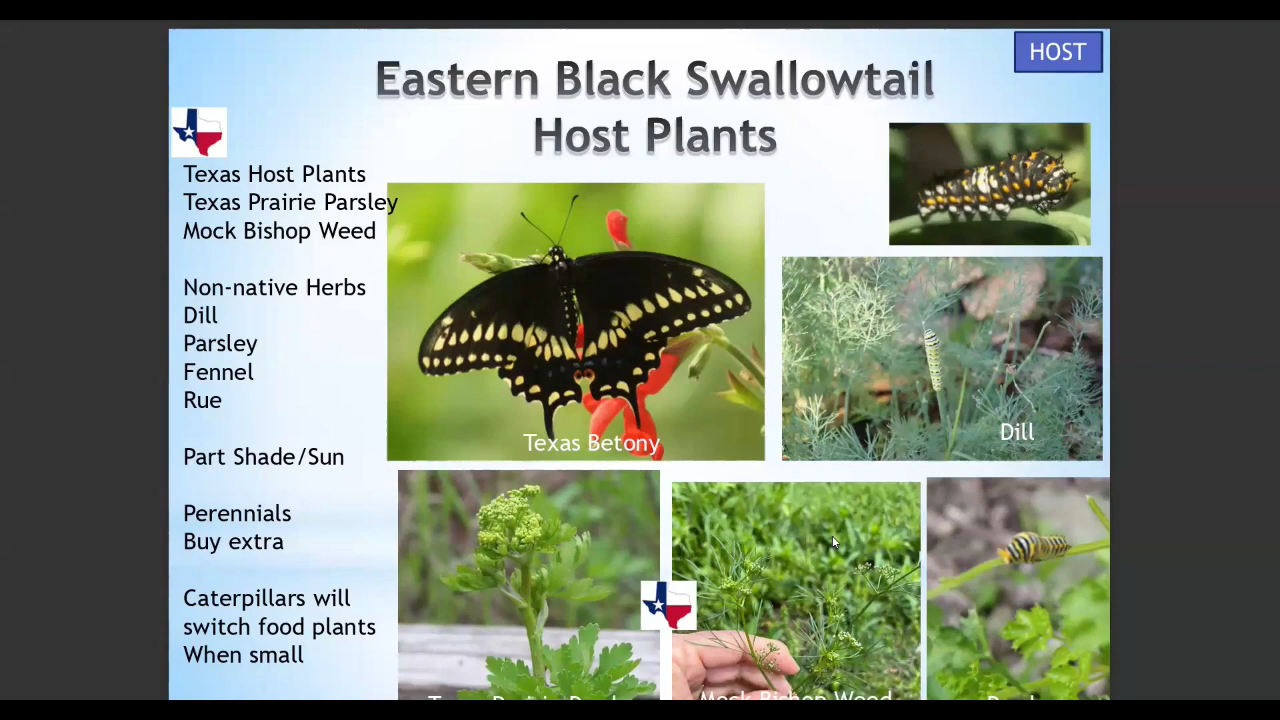 HOST
Eastern Black Swallowtail
Host Plants
Texas Host Plants
Texas Prairie Parsley
Mock Bishop Weed
Non-native Herbs
Dill
Parsley
Fennel
Rue
Part Shade/Sun
Perennials
Buy extra
Caterpillars will
switch food plants
When small
Texas Betony
Dill
Mock Bishop Weed